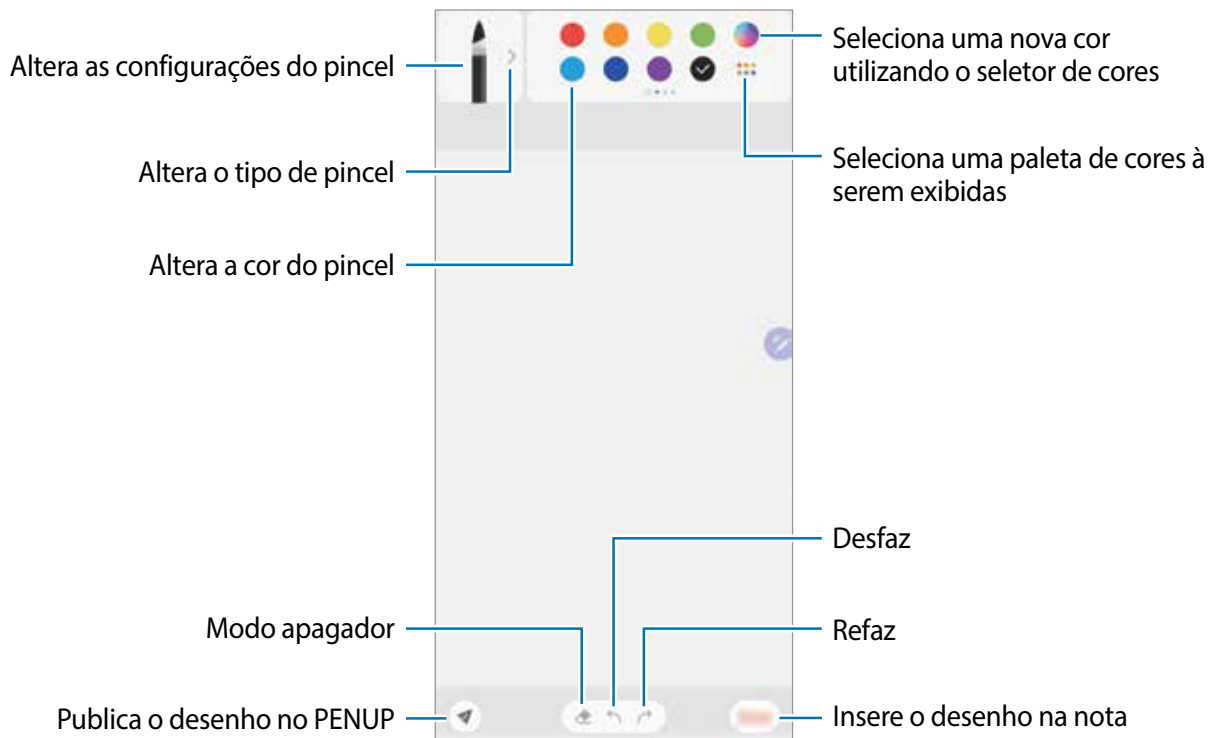 Altera as configurações do pincel
Altera o tipo de pincel
Altera a cor do pincel
Seleciona uma nova cor
utilizando o seletor de cores
Seleciona uma paleta de cores à
serem exibidas
Desfaz
Modo apagador
Refaz
Publica o desenho no PENUP
Insere o desenho na nota